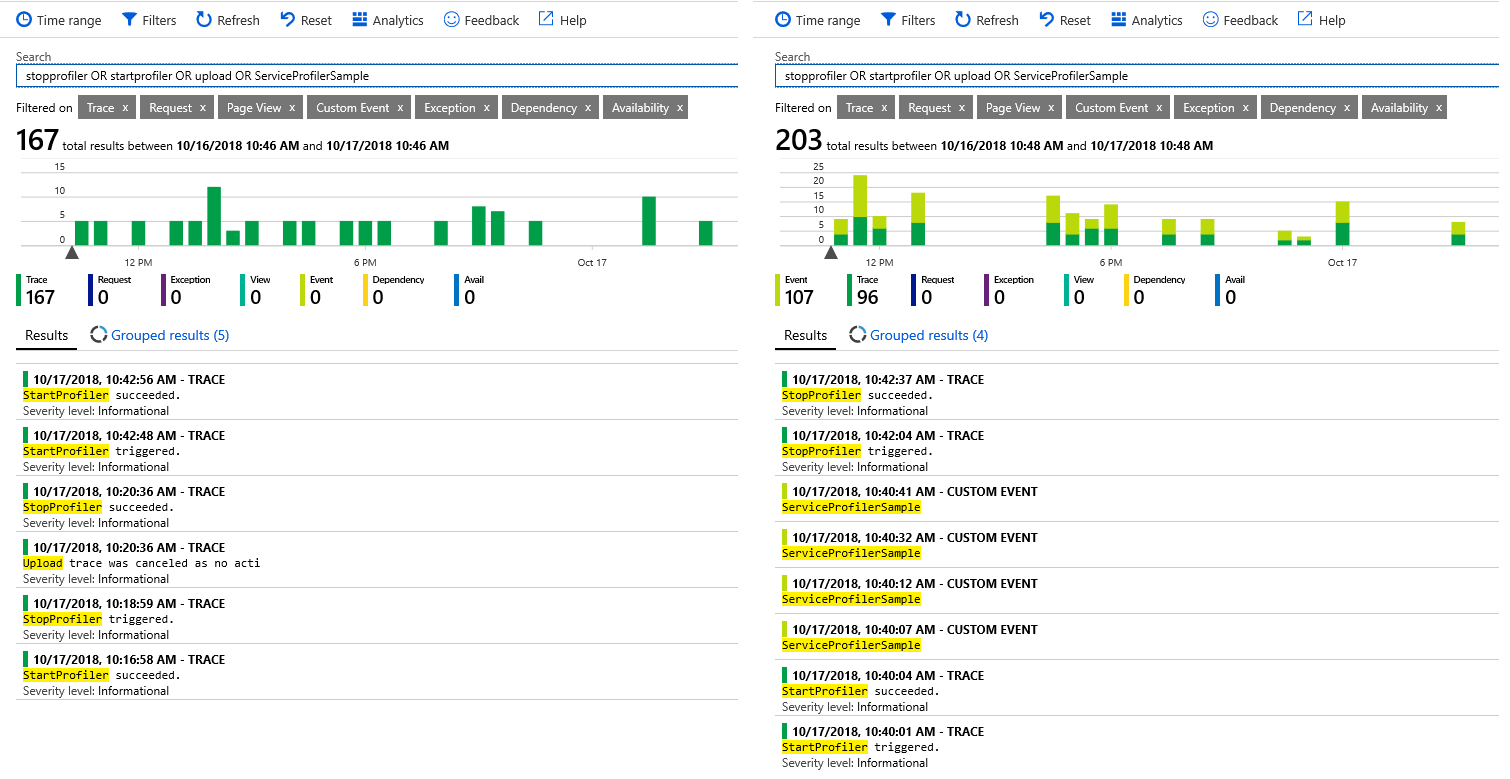 Time range Filters Refresh Reset Analytics Feedback Help
Search
stopprofiler OR startprofiler OR upload OR ServiceProfilerSample
Filtered on Trace x Request x Page View x Custom Event x Exception x Dependency x Availability x
167 total results between 10/16/2018 10:46 AM and 10/17/2018 10:46 AM
15
10
5
0
12 PM 6 PM Oct 17
Trace Request Exception View Event Dependency Avail
167 0 0 0 0 0 0
Results Grouped results (5)
10/17/2018, 10:42:56 AM - TRACE
StartProfiler succeeded.
Severity level: Informational
10/17/2018, 10:42:48 AM - TRACE
StartProfiler triggered.
Severity level: Informational
10/17/2018, 10:20:36 AM - TRACE
StopProfiler succeeded.
Severity level: Informational
10/17/2018, 10:20:36 AM - TRACE
Upload trace was canceled as no acti
Severity level: Informational
10/17/2018, 10:18:59 AM - TRACE
StopProfiler triggered.
Severity level: Informational
10/17/2018, 10:16:58 AM - TRACE
StartProfiler succeeded.
Severity level: Informational
Time range Filters Refresh Reset Analytics Feedback Help
Search
stopprofiler OR startprofiler OR upload OR ServiceProfilerSample
Filtered on Trace x Request x Page View x Custom Event x Exception x Dependency x Availability x
203 total results between 10/16/2018 10:48 AM and 10/17/2018 10:48 AM
25
20
15
10
5
0
12 PM 6 PM Oct 17
Event Trace Request Exception View Dependency Avail
107 96 0 0 0 0 0
Results Grouped results (4)
10/17/2018, 10:42:37 AM - TRACE
StopProfiler succeeded.
Severity level: Informational
10/17/2018, 10:42:04 AM - TRACE
StopProfiler triggered.
Severity level: Informational
10/17/2018, 10:40:41 AM - CUSTOM EVENT
ServiceProfilerSample
10/17/2018, 10:40:32 AM - CUSTOM EVENT
ServiceProfilerSample
10/17/2018, 10:40:12 AM - CUSTOM EVENT
ServiceProfilerSample
10/17/2018, 10:40:07 AM - CUSTOM EVENT
ServiceProfilerSample
10/17/2018, 10:40:04 AM - TRACE
StartProfiler succeeded.
Severity level: Informational
10/17/2018, 10:40:01 AM - TRACE
StartProfiler triggered.
Severity level: Informational